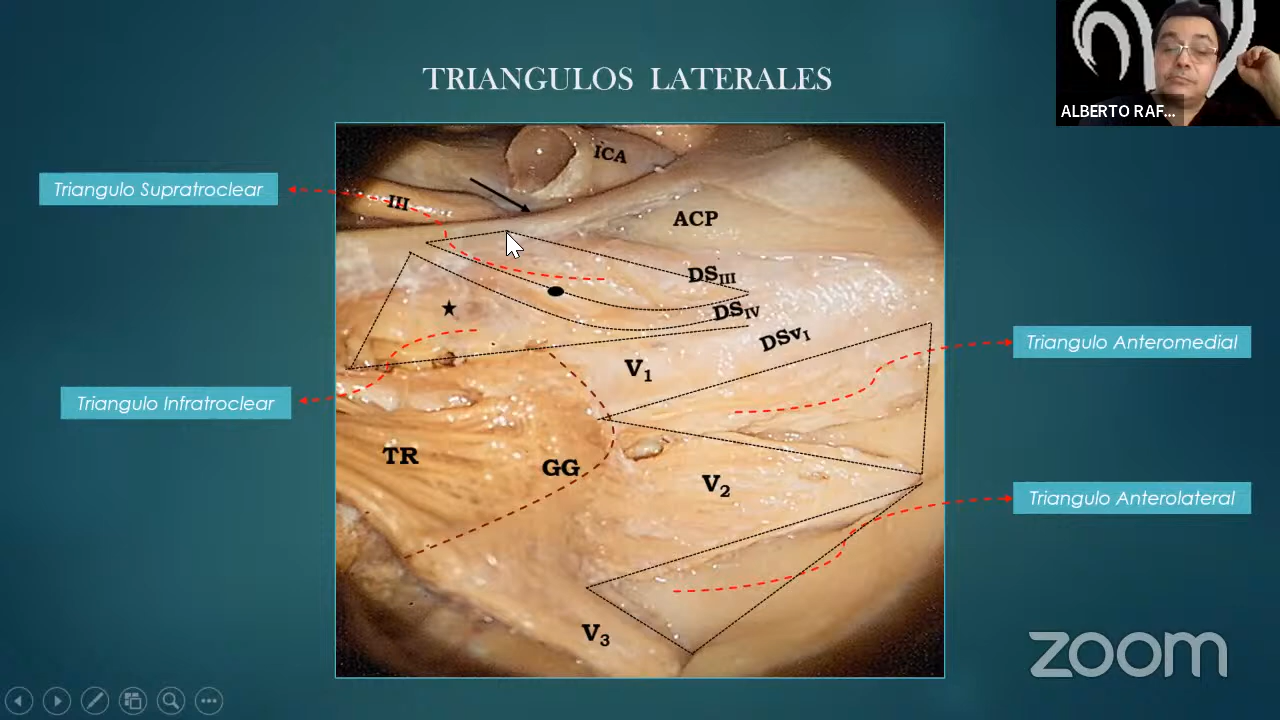 TRIANGULOS LATERALES
ALBERTO RAF...
Triangulo Supratroclear
ICA
III
ACP
DSIII
DSIV
DSVI
Triangulo Anteromedial
V1
Triangulo Infratroclear
TR
GG
V2
Triangulo Anterolateral
V3
zoom